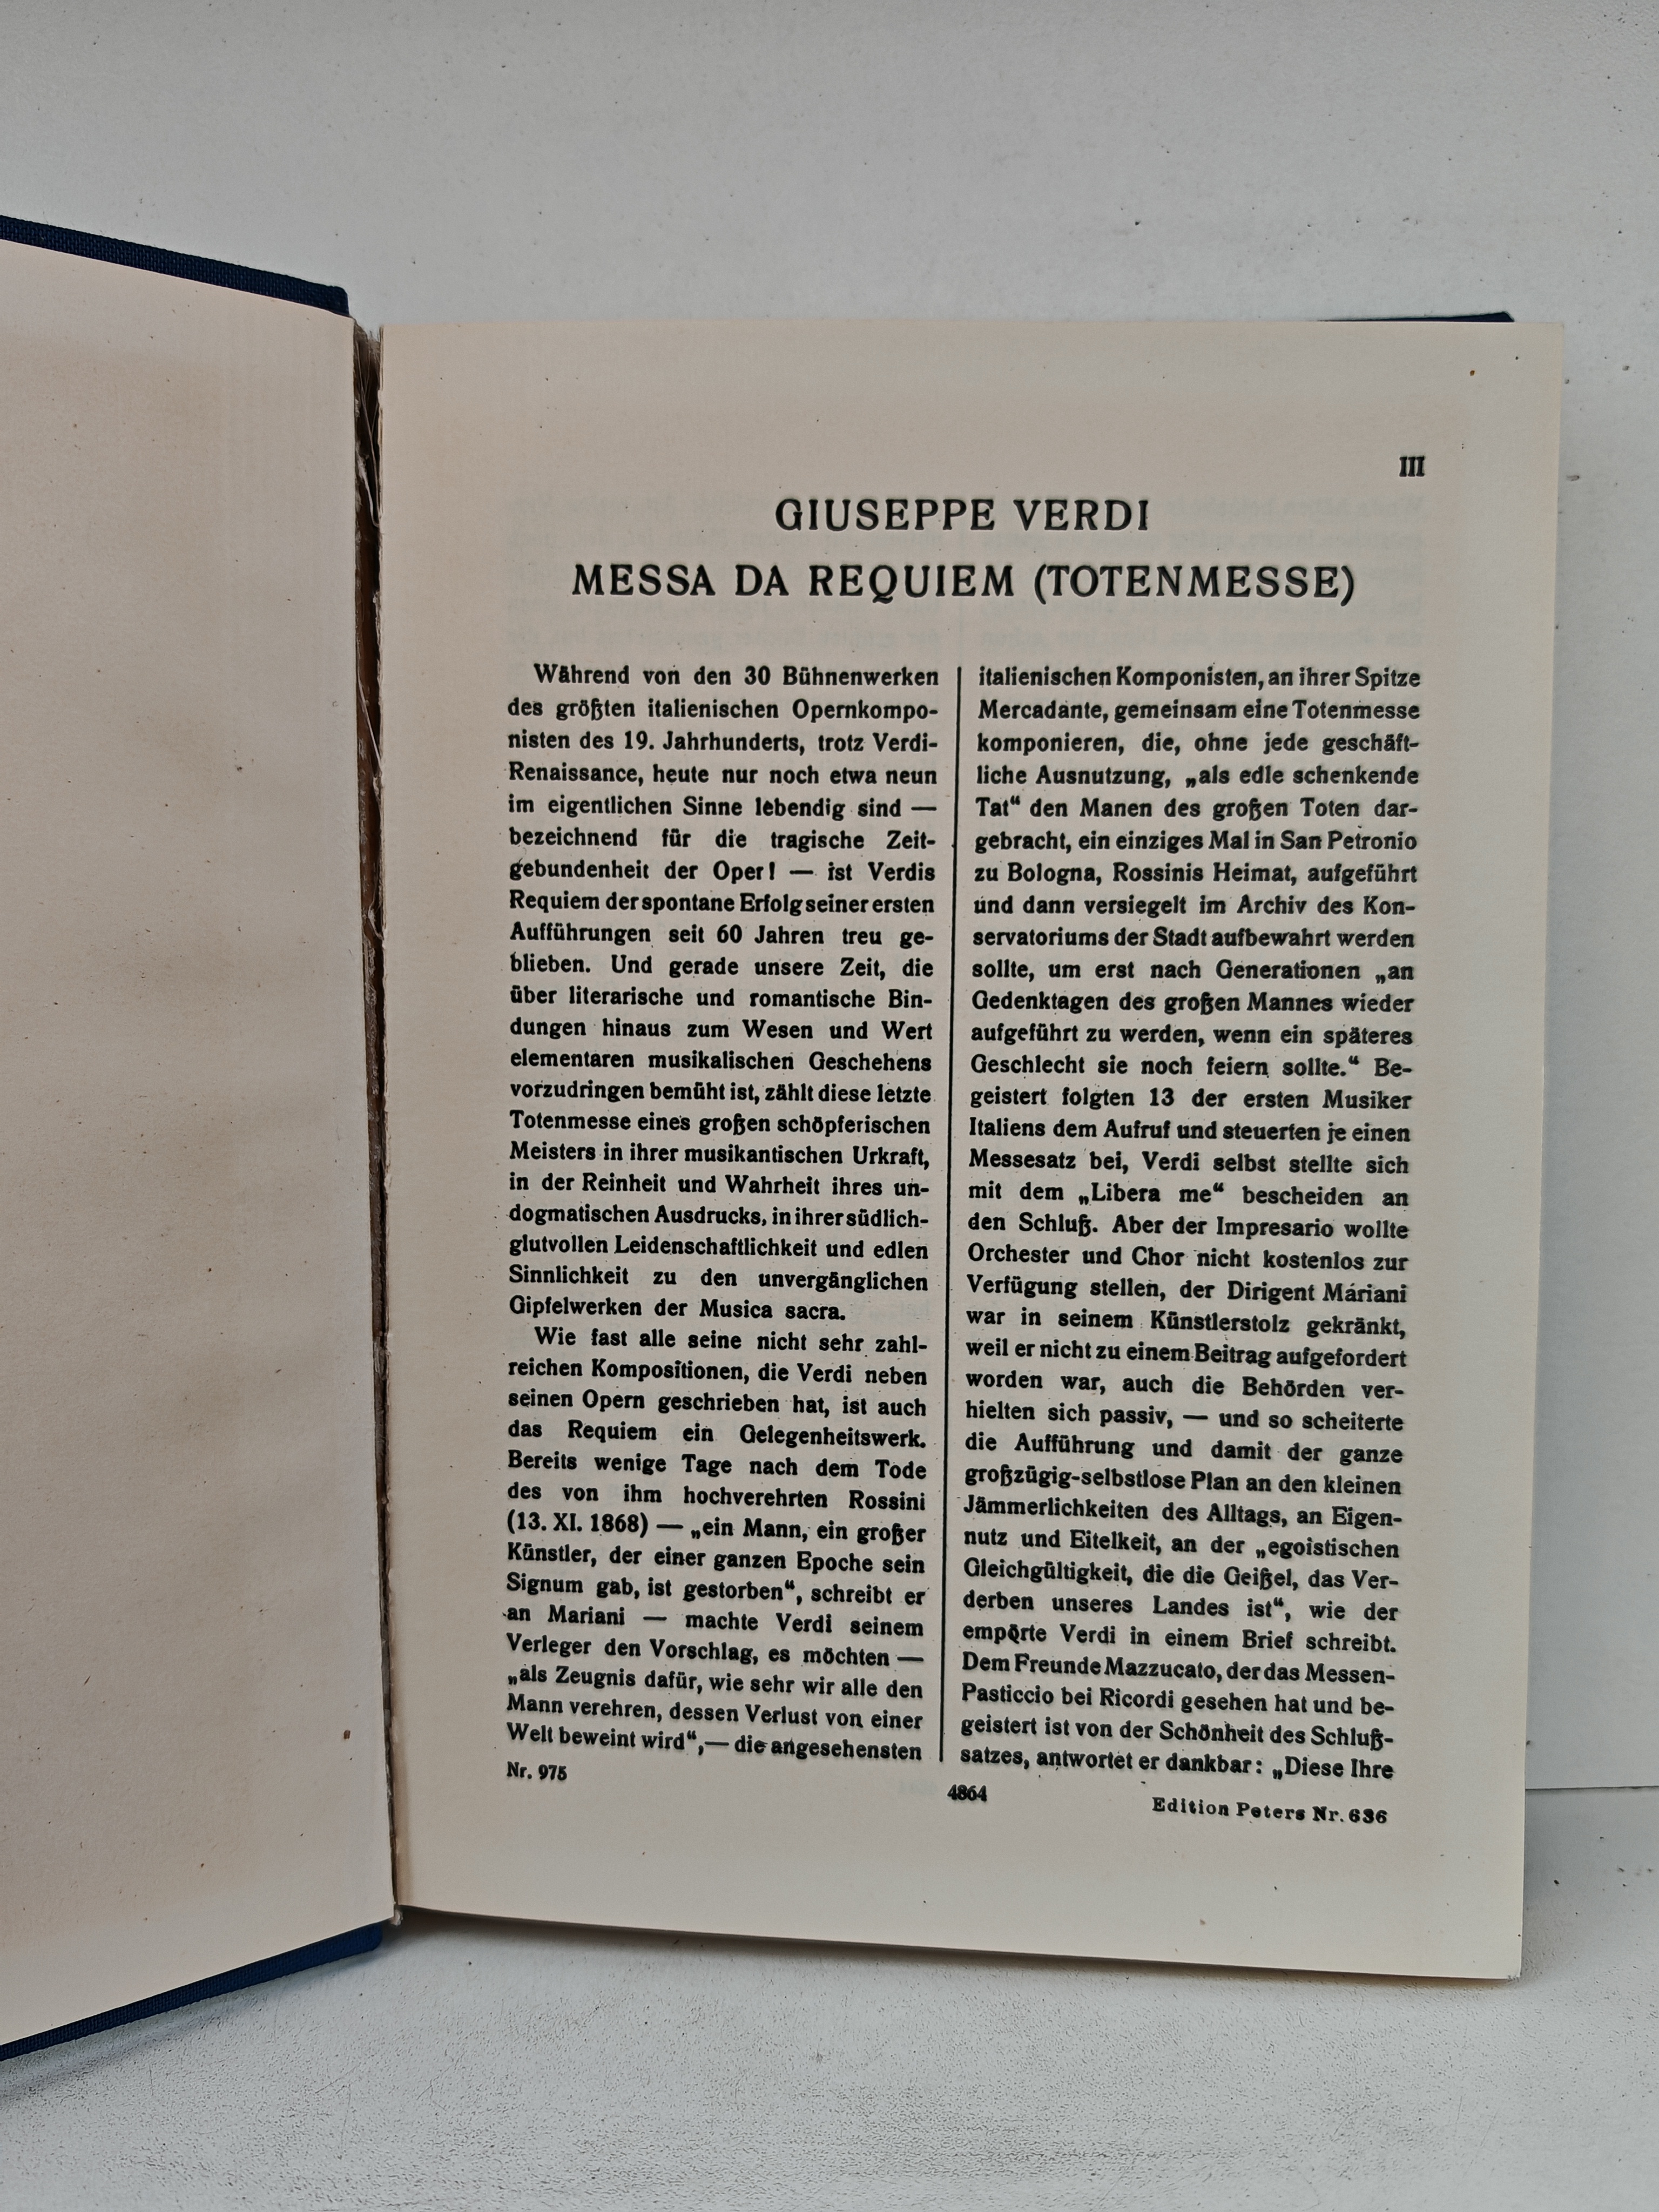 III
GIUSEPPE VERDI
MESSA DA REQUIEM (TOTENMESSE)
Während von den 30 Bühnenwerken
des größten italienischen Opernkompo-
nisten des 19. Jahrhunderts, trotz Verdi-
Renaissance, heute nur noch etwa neun
im eigentlichen Sinne lebendig sind —
bezeichnend für die tragische Zeit-
gebundenheit der Oper! — ist Verdis
Requiem der spontane Erfolg seiner ersten
Aufführungen seit 60 Jahren treu ge-
blieben. Und gerade unsere Zeit, die
über literarische und romantische Bin-
dungen hinaus zum Wesen und Wert
elementaren musikalischen Geschehens
vorzudringen bemüht ist, zählt diese letzte
Totenmesse eines großen schöpferischen
Meisters in ihrer musikantischen Urkraft,
in der Reinheit und Wahrheit ihres un-
dogmatischen Ausdrucks, in ihrer südlich-
glutvollen Leidenschaftlichkeit und edlen
Sinnlichkeit zu den unvergänglichen
Gipfelwerken der Musica sacra.
Wie fast alle seine nicht sehr zahl-
reichen Kompositionen, die Verdi neben
seinen Opern geschrieben hat, ist auch
das Requiem ein Gelegenheitswerk.
Bereits wenige Tage nach dem Tode
des von ihm hochverehrten Rossini
(13. XI. 1868) — „ein Mann, ein großer
Künstler, der einer ganzen Epoche sein
Signum gab, ist gestorben“, schreibt er
an Mariani — machte Verdi seinem
Verleger den Vorschlag, es möchten —
„als Zeugnis dafür, wie sehr wir alle den
Mann verehren, dessen Verlust von einer
Welt beweint wird“,— die angesehensten
italienischen Komponisten, an ihrer Spitze
Mercadante, gemeinsam eine Totenmesse
komponieren, die, ohne jede geschäft-
liche Ausnutzung, „als edle schenkende
Tat“ den Manen des großen Toten dar-
gebracht, ein einziges Mal in San Petronio
zu Bologna, Rossinis Heimat, aufgeführt
und dann versiegelt im Archiv des Kon-
servatoriums der Stadt aufbewahrt werden
sollte, um erst nach Generationen „an
Gedenktagen des großen Mannes wieder
aufgeführt zu werden, wenn ein späteres
Geschlecht sie noch feiern sollte.“ Be-
geistert folgten 13 der ersten Musiker
Italiens dem Aufruf und steuerten je einen
Messesatz bei, Verdi selbst stellte sich
mit dem „Libera me“ bescheiden an
den Schluß. Aber der Impresario wollte
Orchester und Chor nicht kostenlos zur
Verfügung stellen, der Dirigent Mariani
war in seinem Künstlerstolz gekränkt,
weil er nicht zu einem Beitrag aufgefordert
worden war, auch die Behörden ver-
hielten sich passiv, — und so scheiterte
die Aufführung und damit der ganze
großzügig-selbstlose Plan an den kleinen
Jämmerlichkeiten des Alltags, an Eigen-
nutz und Eitelkeit, an der „egoistischen
Gleichgültigkeit, die die Geißel, das Ver-
derben unseres Landes ist“, wie der
empörte Verdi in einem Brief schreibt.
Dem Freunde Mazzucato, der das Messen-
Pasticcio bei Ricordi gesehen hat und be-
geistert ist von der Schönheit des Schluß-
satzes, antwortet er dankbar: „Diese Ihre
Nr. 975
4864
Edition Peters Nr. 636